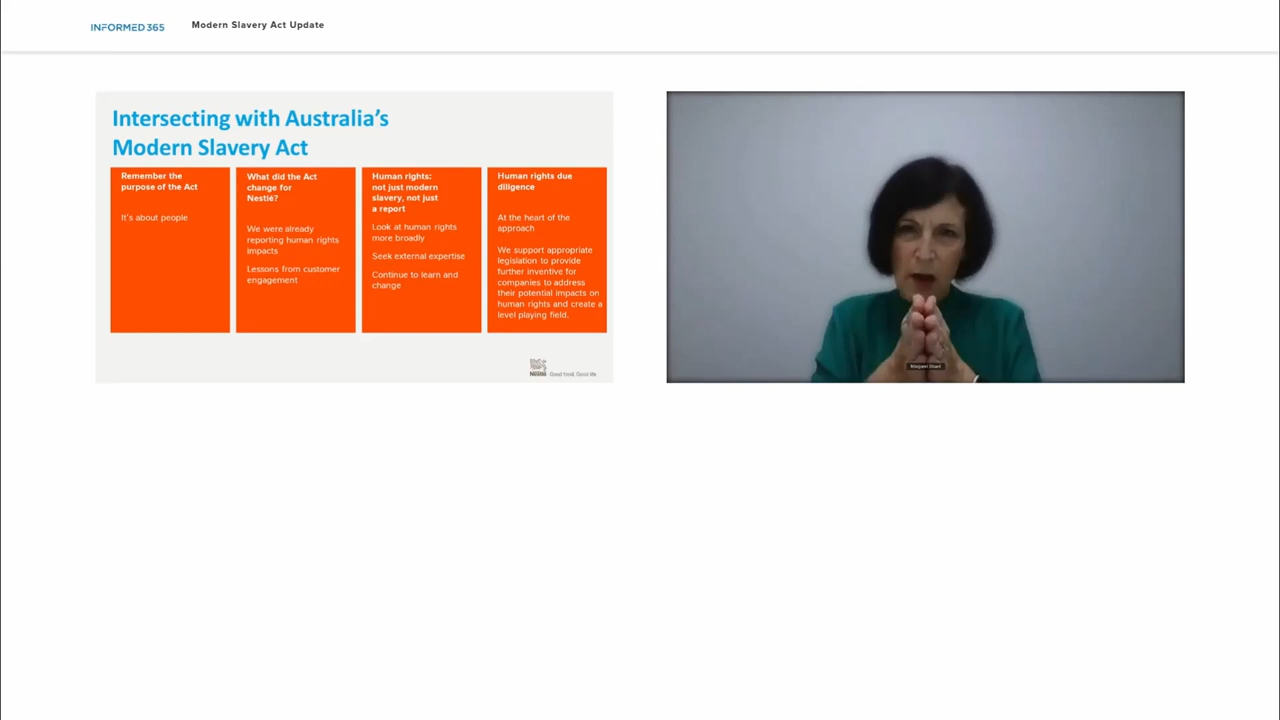 INFORMED 365
Modern Slavery Act Update
Intersecting with Australia's
Modern Slavery Act
Remember the
purpose of the Act
It's about people
What did the Act
change for
Nestlé?
We were already
reporting human rights
impacts
Lessons from customer
engagement
Human rights:
not just modern
slavery, not just
a report
Look at human rights
more broadly
Seek external expertise
Continue to learn and
change
Human rights due
diligence
At the heart of the
approach
We support appropriate
legislation to provide
further inventive for
companies to address
their potential impacts on
human rights and create a
level playing field.
Nestlé Good food, Good life
Margaret Stuart